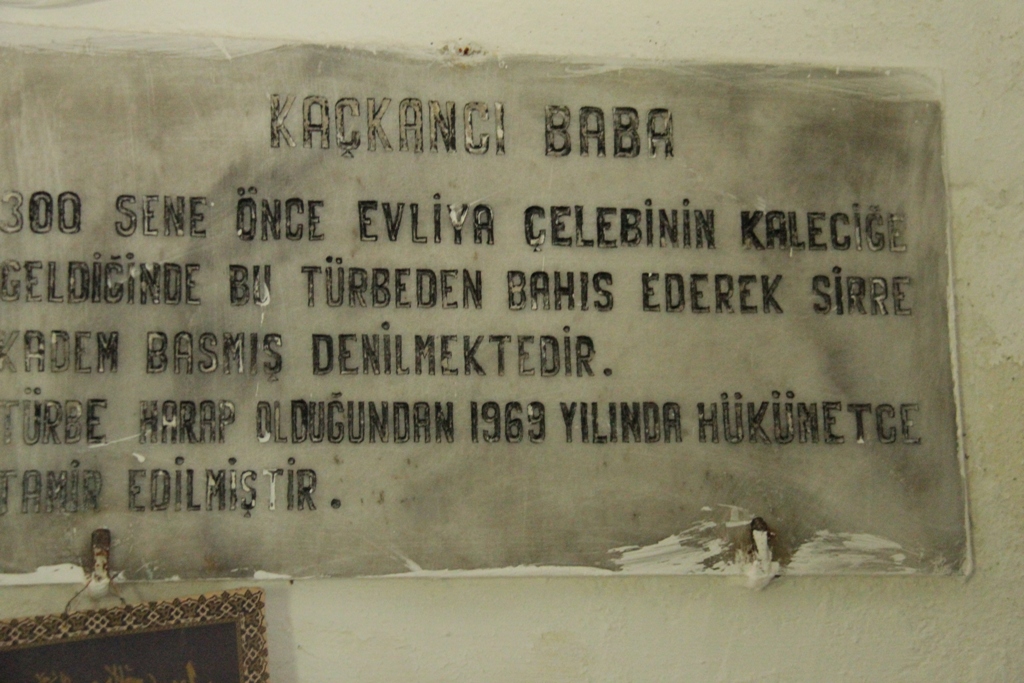 KAÇKANCI BABA
300 SENE ÖNCE EVLİYA ÇELEBİNİN KALECİĞE
GELDİĞİNDE BU TÜRBEDEN BAHIS EDEREK SİRRE
KADEM BASMIŞ DENİLMEKTEDİR.
TÜRBE HARAP OLDUĞUNDAN 1969 YILINDA HÜKÜMETCE
TAMİR EDİLMİŞTİR.